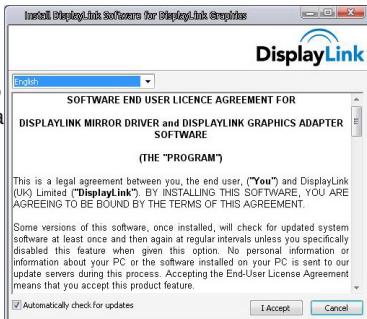 Install DisplayLink Software for DisplayLink Graphics
DisplayLink
English
SOFTWARE END USER LICENCE AGREEMENT FOR
DISPLAYLINK MIRROR DRIVER and DISPLAYLINK GRAPHICS ADAPTER
SOFTWARE
(THE "PROGRAM")
This is a legal agreement between you, the end user, ("You") and DisplayLink
(UK) Limited ("DisplayLink"). BY INSTALLING THIS SOFTWARE, YOU ARE
AGREEING TO BE BOUND BY THE TERMS OF THIS AGREEMENT.
Some versions of this software, once installed, will check for updated system
software at least once and then again at regular intervals unless you specifically
disabled this feature when given this option. No personal information or
information about your PC or the software installed on your PC is sent to our
update servers during this process. Accepting the End-User License Agreement
means that you accept this product feature.
Automatically check for updates
I Accept
Cancel